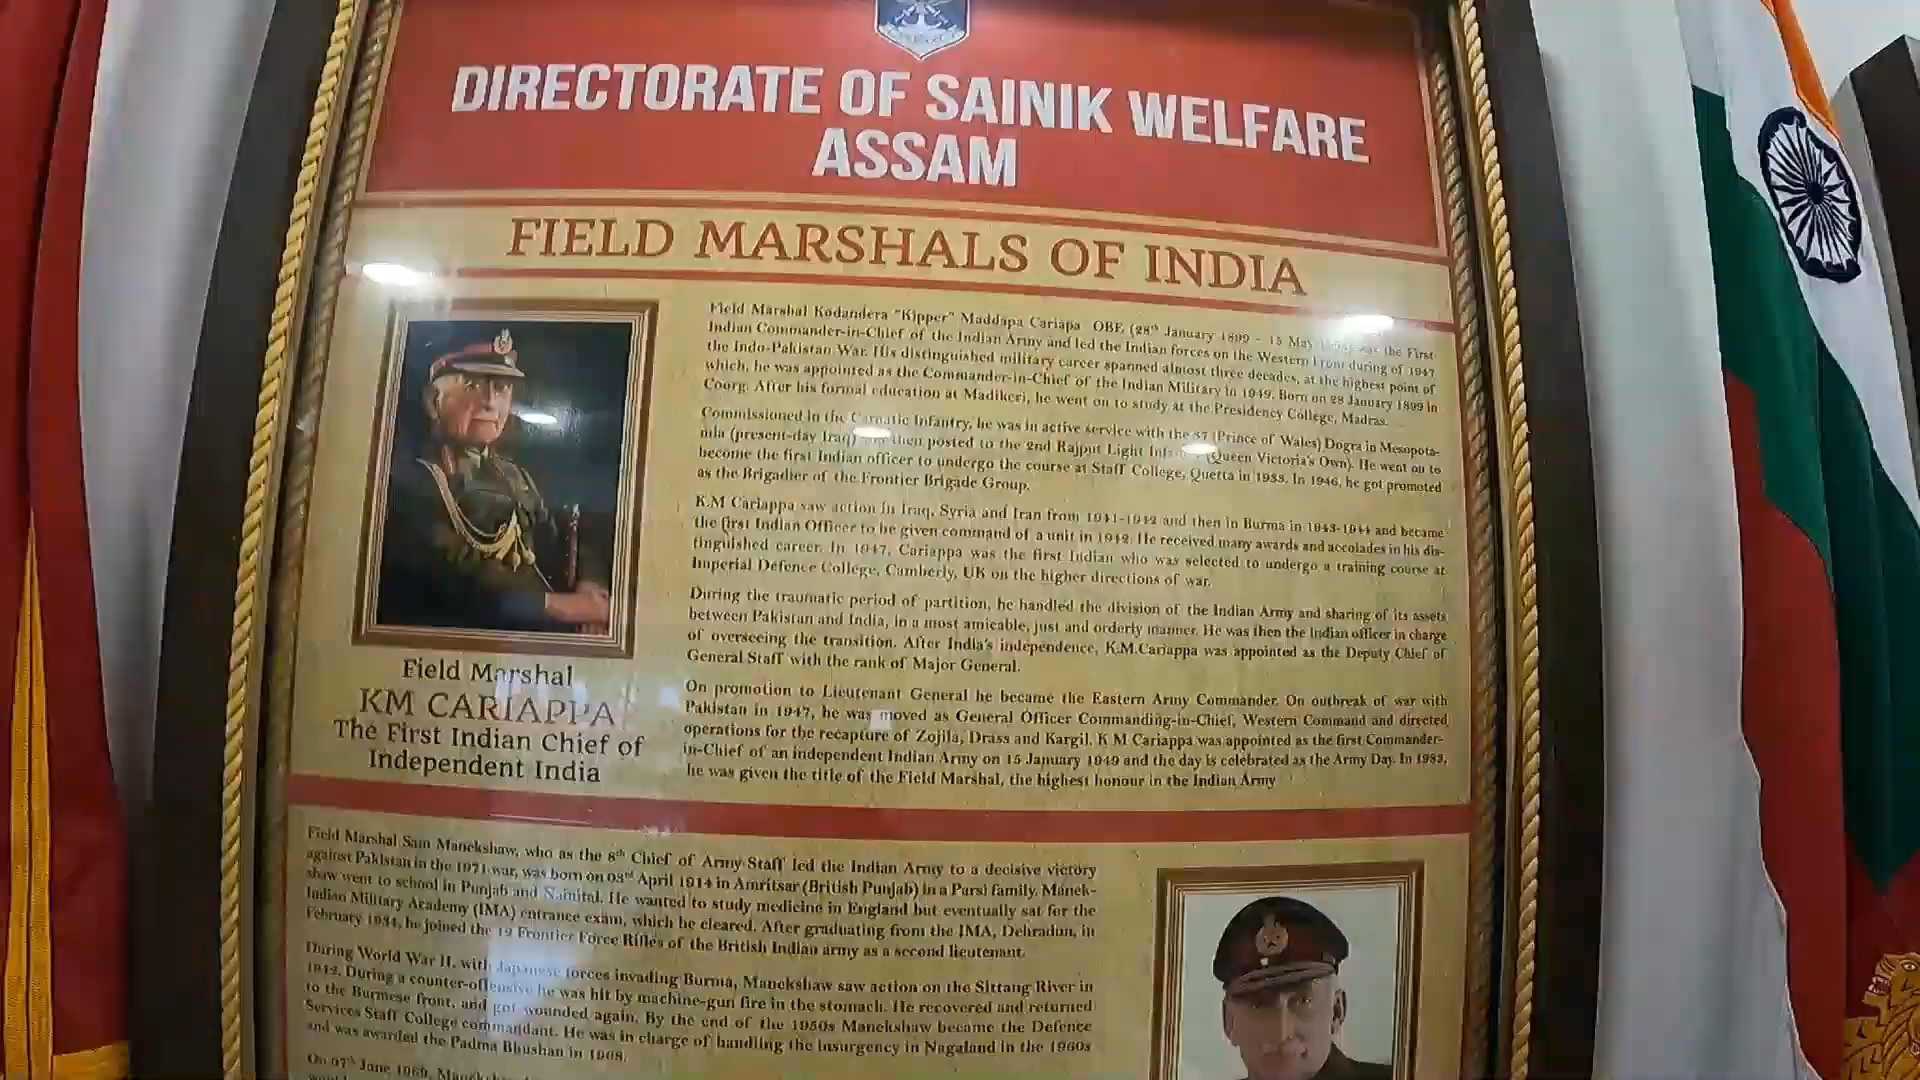 DIRECTORATE OF SAINIK WELFARE
ASSAM
FIELD MARSHALS OF INDIA
Field Marshal Kodandera "Kipper" Maddapa Cariapa OBE (28th January 1899 - 15 May the First
Indian Commander-in-Chief of the Indian Army and led the Indian forces on the Western Front during of 1947
the Indo-Pakistan War. His distinguished military career spanned almost three decades, at the highest point of
which, he was appointed as the Commander-in-Chief of the Indian Military in 1949. Born on 28 January 1899 in
Coorg. After his formal education at Madikeri, he went on to study at the Presidency College, Madras.
Commissioned in the Carnatic Infantry, he was in active service with the 37 (Prince of Wales) Dogra in Mesopota-
mia (present-day Iraq) then posted to the 2nd Rajput Light (Queen Victoria's Own). He went on to
become the first Indian officer to undergo the course at Staff College, Quetta in 1933. In 1946, he got promoted
as the Brigadier of the Frontier Brigade Group.
K.M Cariappa saw action in Iraq, Syria and Iran from 1941-1942 and then in Burma in 1943-1944 and became
the first Indian Officer to be given command of a unit in 1942. He received many awards and accolades in his dis-
tinguished career. In 1947, Cariappa was the first Indian who was selected to undergo a training course at
Imperial Defence College, Camberly, UK on the higher directions of war.
During the traumatic period of partition, he handled the division of the Indian Army and sharing of its assets
between Pakistan and India, in a most amicable, just and orderly manner. He was then the Indian officer in charge
of overseeing the transition. After India's independence, K.M.Cariappa was appointed as the Deputy Chief of
General Staff with the rank of Major General.
On promotion to Lieutenant General he became the Eastern Army Commander. On outbreak of war with
Pakistan in 1947, he was moved as General Officer Commanding-in-Chief, Western Command and directed
operations for the recapture of Zojila, Drass and Kargil. K M Cariappa was appointed as the first Commander-
in-Chief of an independent Indian Army on 15 January 1949 and the day is celebrated as the Army Day. In 1983,
he was given the title of the Field Marshal, the highest honour in the Indian Army
Field Marshal
KM CARIAPPA
The First Indian Chief of
Independent India
Field Marshal Sam Manekshaw, who as the 8th Chief of Army Staff led the Indian Army to a decisive victory
against Pakistan in the 1971 war, was born on 03rd April 1914 in Amritsar (British Punjab) in a Parsi family. Manek-
shaw went to school in Punjab and Nainital. He wanted to study medicine in England but eventually sat for the
Indian Military Academy (IMA) entrance exam, which he cleared. After graduating from the IMA, Dehradun, in
February 1934, he joined the 12 Frontier Force Rifles of the British Indian army as a second lieutenant.
During World War II, with Japanese forces invading Burma, Manekshaw saw action on the Sittang River in
1942. During a counter-offensive he was hit by machine-gun fire in the stomach. He recovered and returned
to the Burmese front, and got wounded again. By the end of the 1950s Manekshaw became the Defence
Services Staff College commandant. He was in charge of handling the insurgency in Nagaland in the 1960s
and was awarded the Padma Bhushan in 1968.
On 07th June 1969,